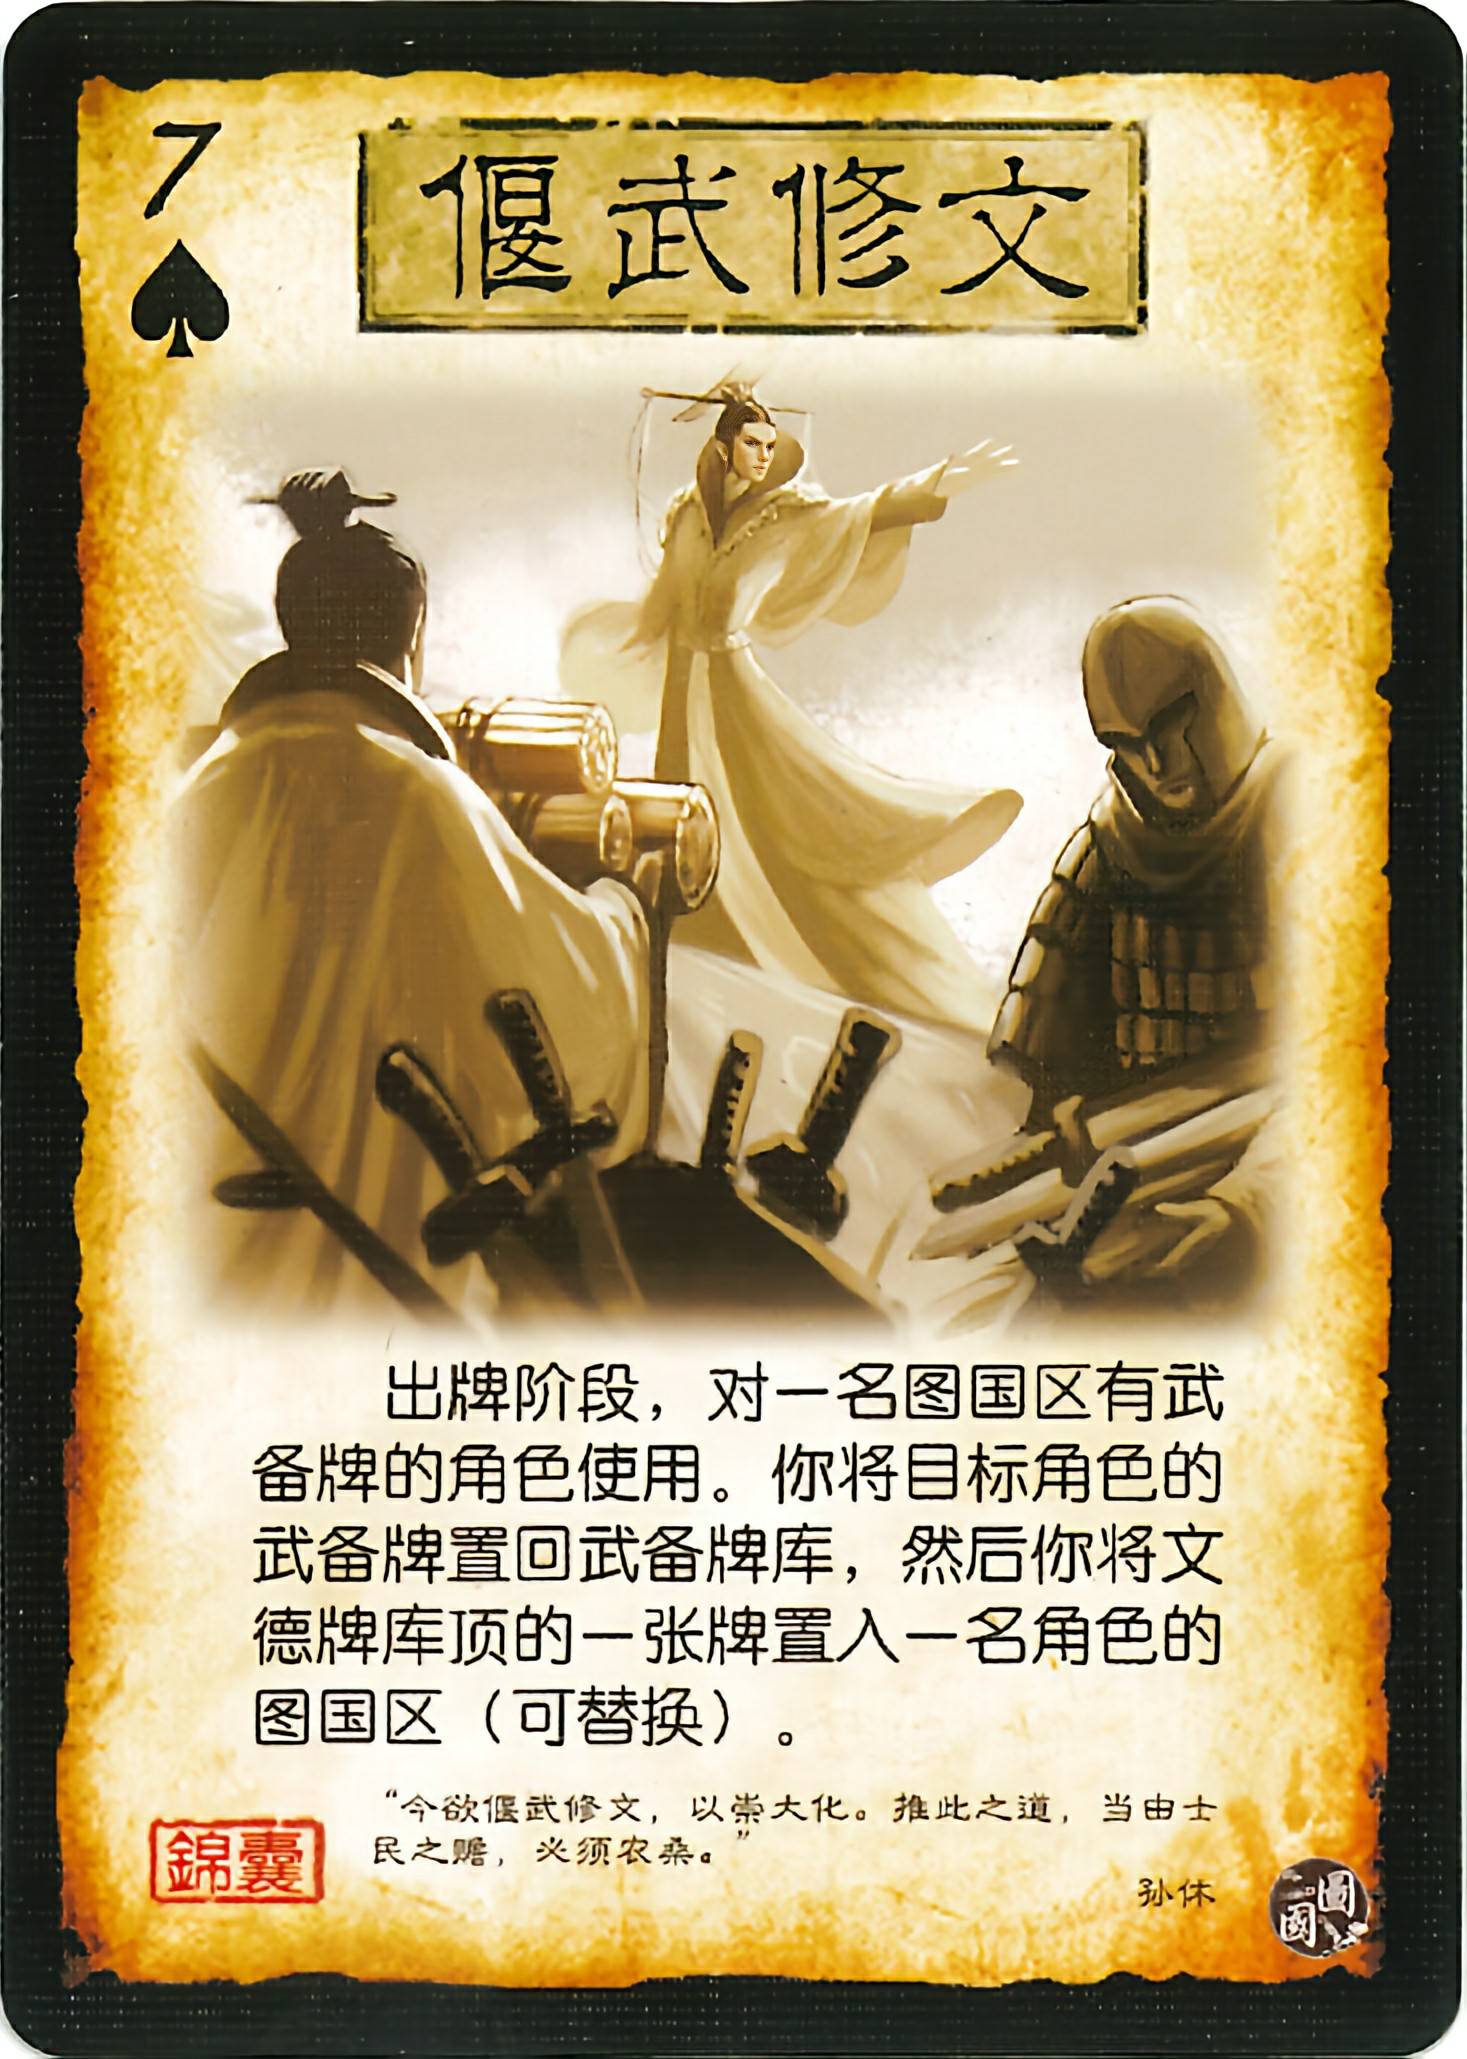 7
偃武修文
出牌阶段，对一名图国区有武
备牌的角色使用。你将目标角色的
武备牌置回武备牌库，然后你将文
德牌库顶的一张牌置入一名角色的
图国区（可替换）。
“今欲偃武修文，以崇大化。推此之道，当由士
民之赡，必须农桑。”
孙休
錦囊
圖國